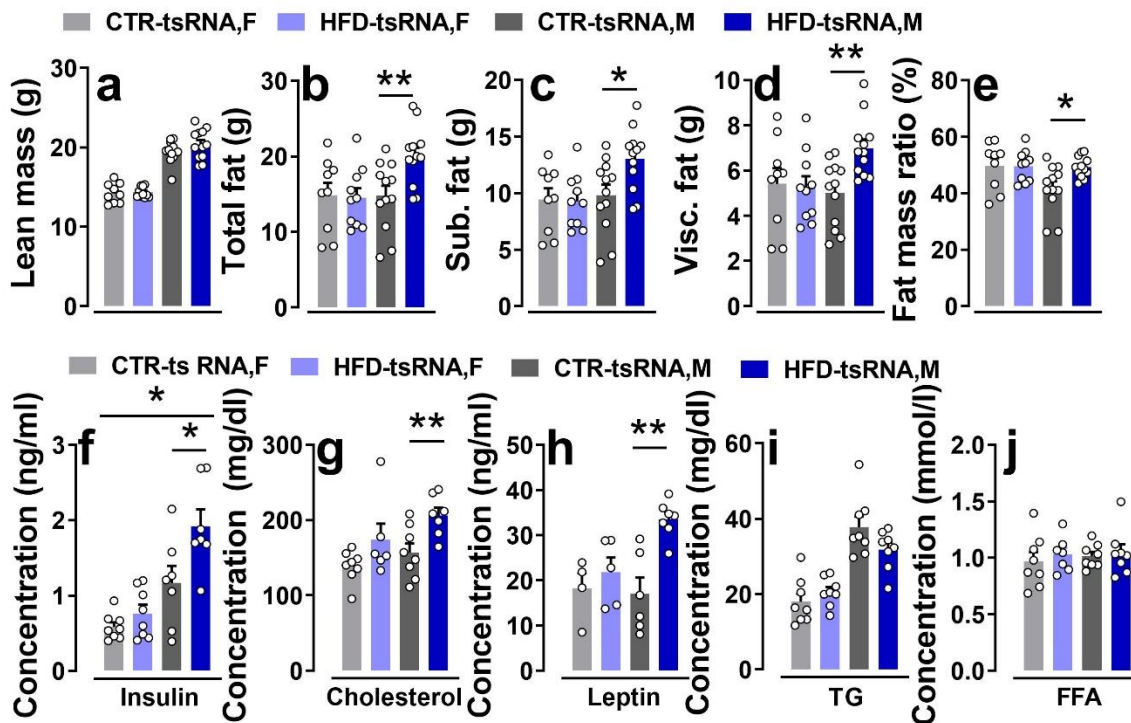 CTR-tsRNA,F HFD-tsRNA,F CTR-tsRNA,M HFD-tsRNA,M
a
Lean mass (g)
30
20
10
0
b
**
Total fat (g)
30
20
10
0
c
*
Sub. fat (g)
20
15
10
5
0
d
**
Visc. fat (g)
10
8
6
4
2
0
e
*
Fat mass ratio (%)
80
60
40
20
0
CTR-ts RNA,F HFD-tsRNA,F CTR-tsRNA,M HFD-tsRNA,M
f
*
*
Concentration (ng/ml)
3
2
1
0
Insulin
g
**
Concentration (mg/dl)
300
200
100
0
Cholesterol
h
**
Concentration (ng/ml)
50
40
30
20
10
0
Leptin
i
Concentration (mg/dl)
60
40
20
0
TG
j
Concentration (mmol/l)
2.0
1.5
1.0
0.5
0.0
FFA